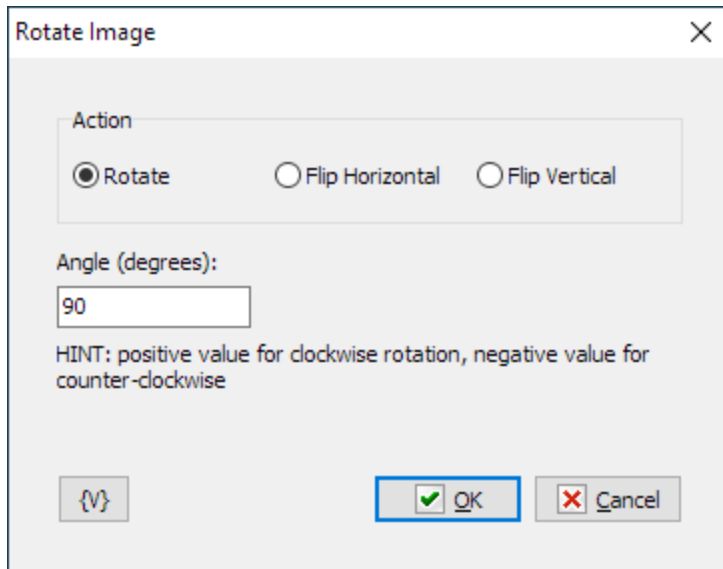 Rotate Image
Action
Rotate Flip Horizontal Flip Vertical
Angle (degrees):
90
HINT: positive value for clockwise rotation, negative value for
counter-clockwise
{V} OK Cancel